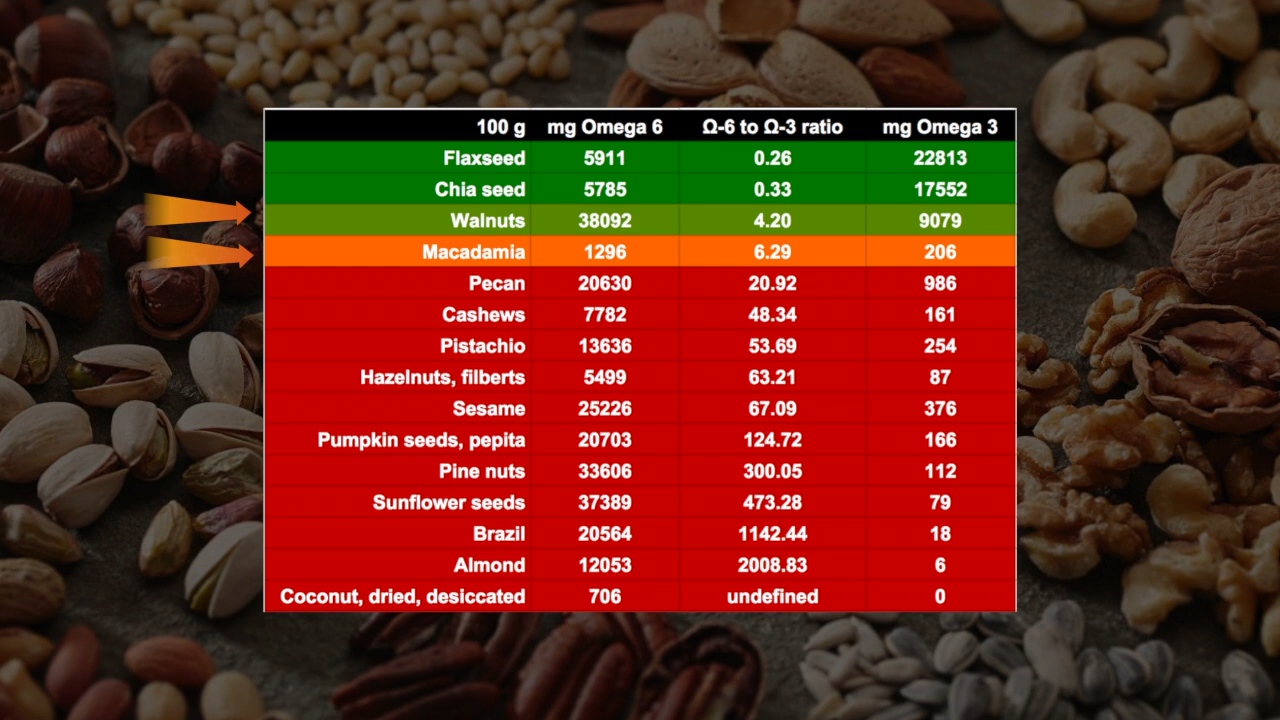 100 g mg Omega 6 Ω-6 to Ω-3 ratio mg Omega 3
Flaxseed 5911 0.26 22813
Chia seed 5785 0.33 17552
Walnuts 38092 4.20 9079
Macadamia 1296 6.29 206
Pecan 20630 20.92 986
Cashews 7782 48.34 161
Pistachio 13636 53.69 254
Hazelnuts, filberts 5499 63.21 87
Sesame 25226 67.09 376
Pumpkin seeds, pepita 20703 124.72 166
Pine nuts 33606 300.05 112
Sunflower seeds 37389 473.28 79
Brazil 20564 1142.44 18
Almond 12053 2008.83 6
Coconut, dried, desiccated 706 undefined 0